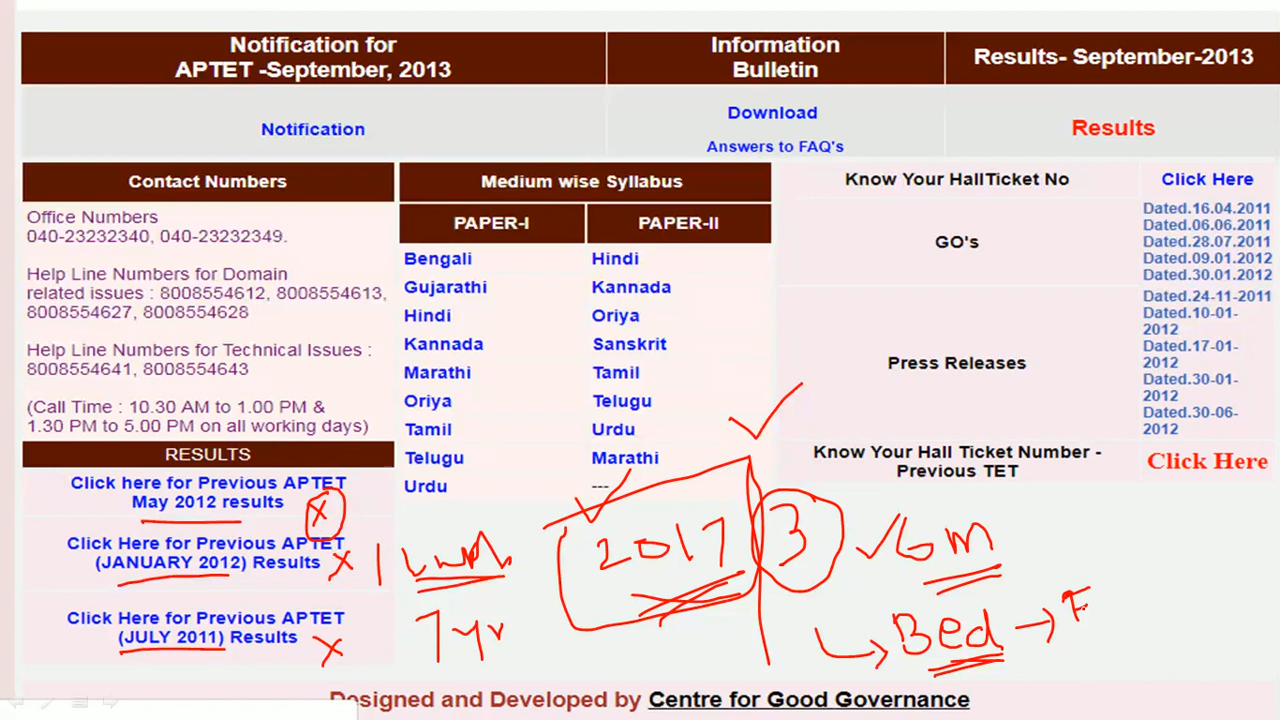 Notification for
APTET -September, 2013
Information
Bulletin
Results- September-2013
Notification
Download
Answers to FAQ's
Results
Contact Numbers
Office Numbers
040-23232340, 040-23232349.
Help Line Numbers for Domain
related issues : 8008554612, 8008554613,
8008554627, 8008554628
Help Line Numbers for Technical Issues :
8008554641, 8008554643
(Call Time : 10.30 AM to 1.00 PM &
1.30 PM to 5.00 PM on all working days)
RESULTS
Click here for Previous APTET
May 2012 results
Click Here for Previous APTET
(JANUARY 2012) Results
Click Here for Previous APTET
(JULY 2011) Results
Medium wise Syllabus
PAPER-I PAPER-II
Bengali Hindi
Gujarathi Kannada
Hindi Oriya
Kannada Sanskrit
Marathi Tamil
Oriya Telugu
Tamil Urdu
Telugu Marathi
Urdu ---
Know Your HallTicket No Click Here
GO's
Dated.16.04.2011
Dated.06.06.2011
Dated.28.07.2011
Dated.09.01.2012
Dated.30.01.2012
Press Releases
Dated.24-11-2011
Dated.10-01-
2012
Dated.17-01-
2012
Dated.30-01-
2012
Dated.30-06-
2012
Know Your Hall Ticket Number -
Previous TET
Click Here
2017 3 6 m
7 yr
Bed
Designed and Developed by Centre for Good Governance